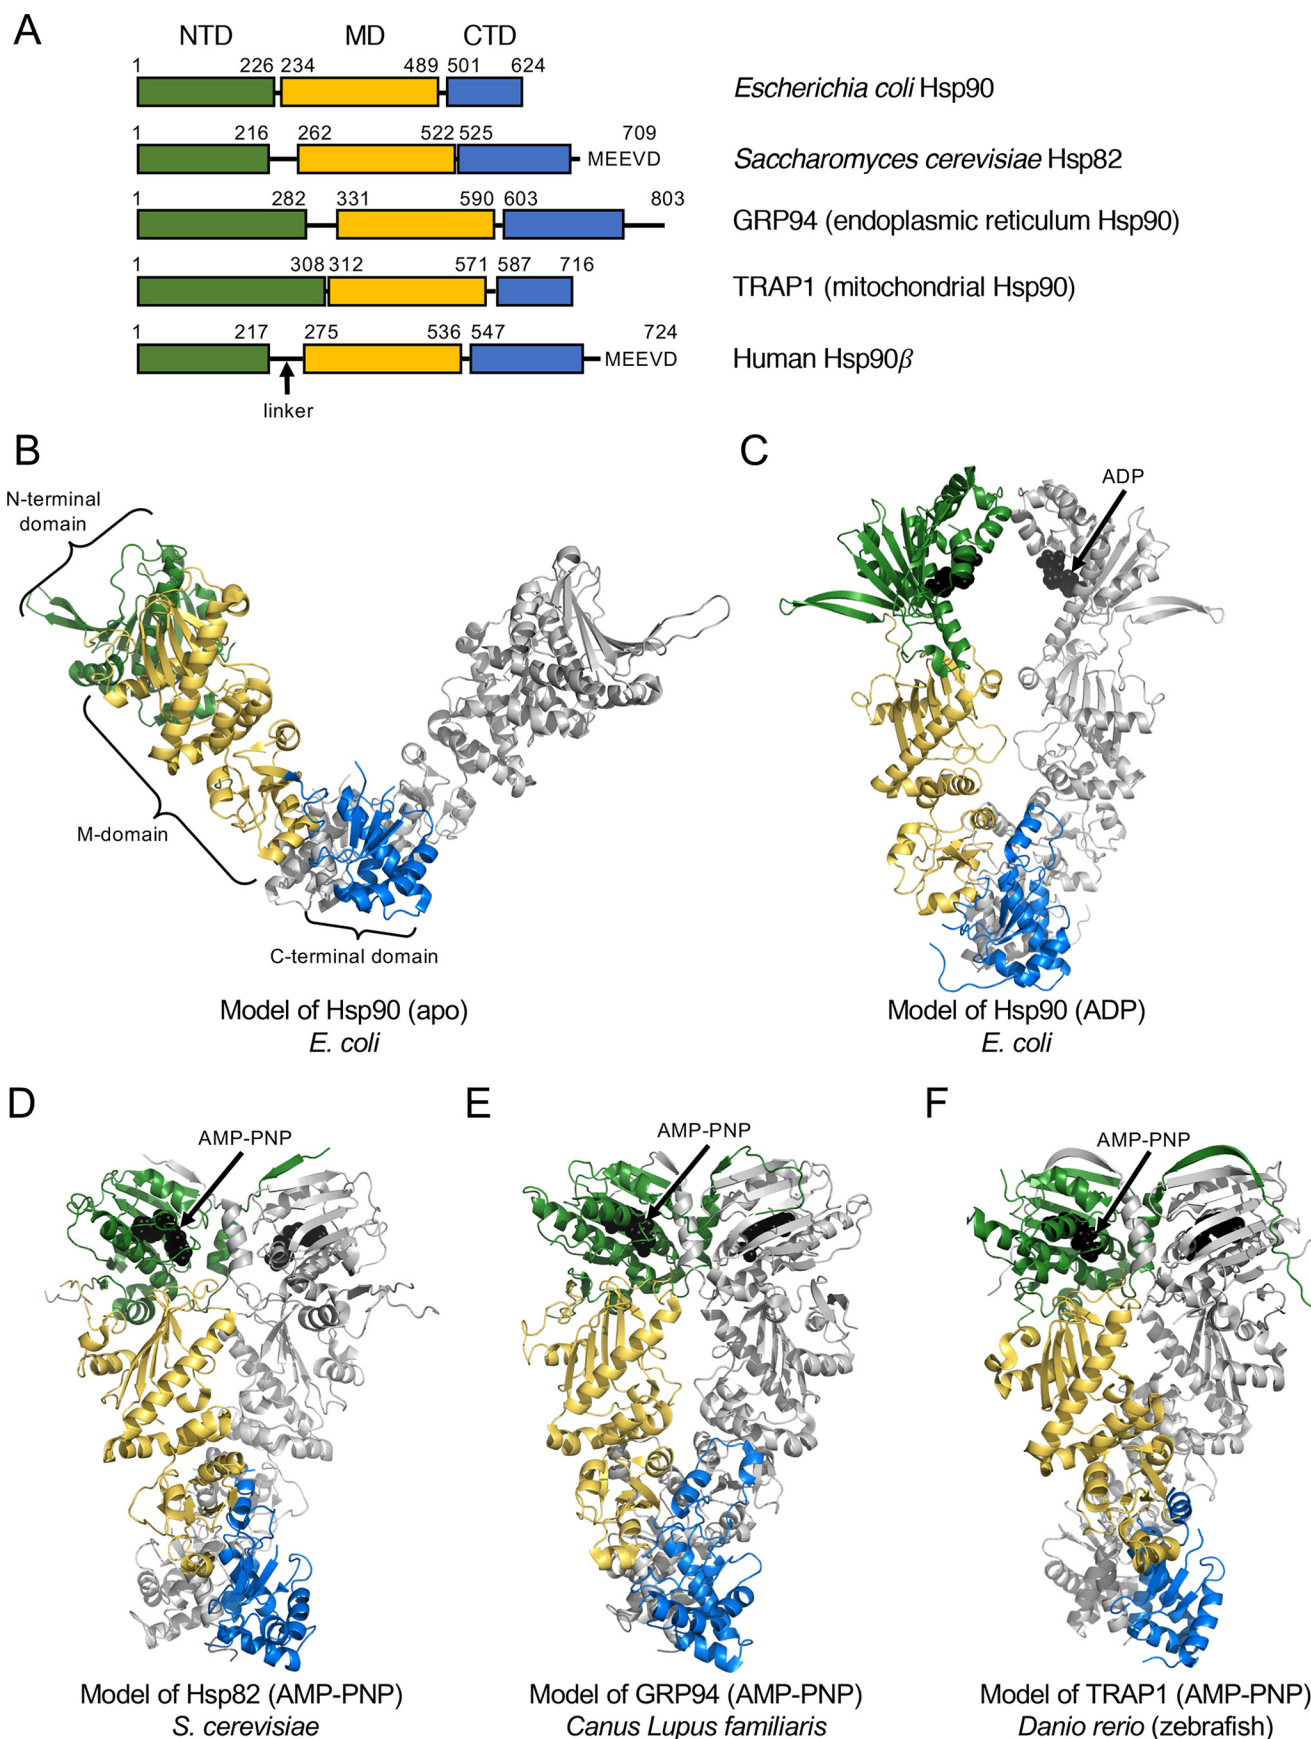 A
NTD MD CTD
1 226 234 489 501 624
Escherichia coli Hsp90
1 216 262 522 525 709
MEEVD
Saccharomyces cerevisiae Hsp82
1 282 331 590 603 803
GRP94 (endoplasmic reticulum Hsp90)
1 308 312 571 587 716
TRAP1 (mitochondrial Hsp90)
1 217 275 536 547 724
MEEVD
Human Hsp90β
linker
B
N-terminal
domain
M-domain
C-terminal domain
Model of Hsp90 (apo)
E. coli
C
ADP
Model of Hsp90 (ADP)
E. coli
D
AMP-PNP
Model of Hsp82 (AMP-PNP)
S. cerevisiae
E
AMP-PNP
Model of GRP94 (AMP-PNP)
Canus Lupus familiaris
F
AMP-PNP
Model of TRAP1 (AMP-PNP)
Danio rerio (zebrafish)